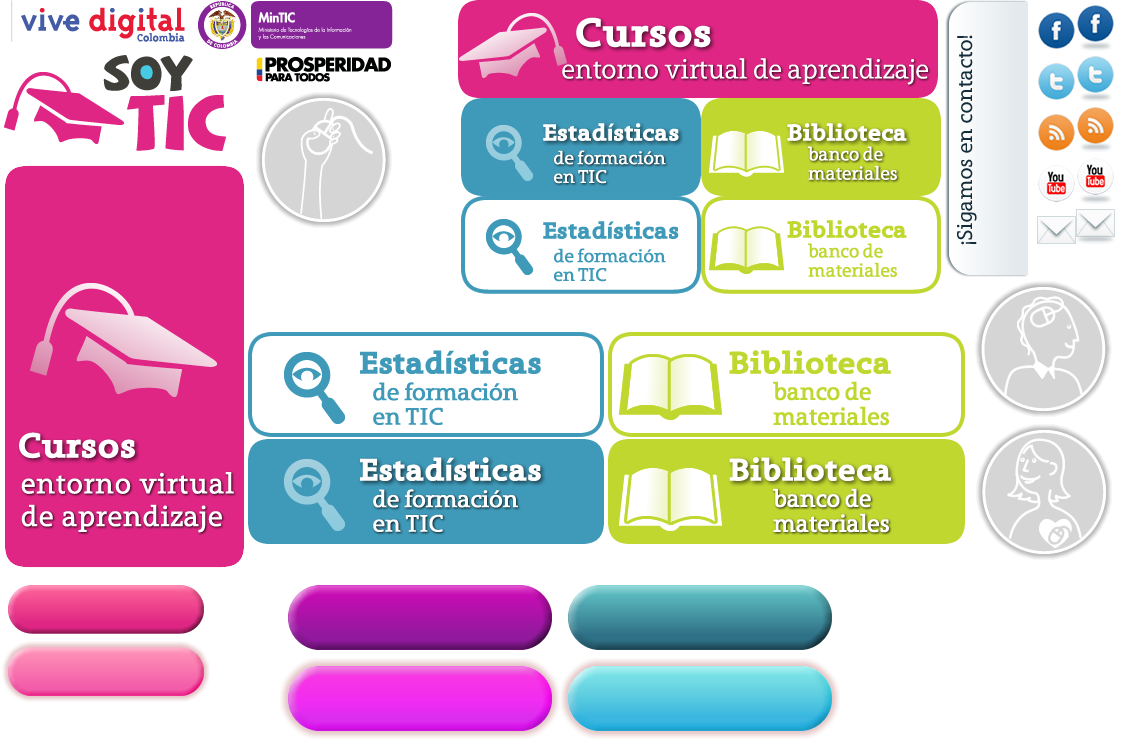 vive digital
Colombia
REPÚBLICA
DE COLOMBIA
MinTIC
Ministerio de Tecnologías de la Información
y las Comunicaciones
PROSPERIDAD
PARA TODOS
SOY
TIC
Cursos
entorno virtual de aprendizaje
Estadísticas
de formación
en TIC
Biblioteca
banco de
materiales
Estadísticas
de formación
en TIC
Biblioteca
banco de
materiales
¡Sigamos en contacto!
f
f
t
t
You
Tube
You
Tube
Cursos
entorno virtual
de aprendizaje
Estadísticas
de formación
en TIC
Biblioteca
banco de
materiales
Estadísticas
de formación
en TIC
Biblioteca
banco de
materiales